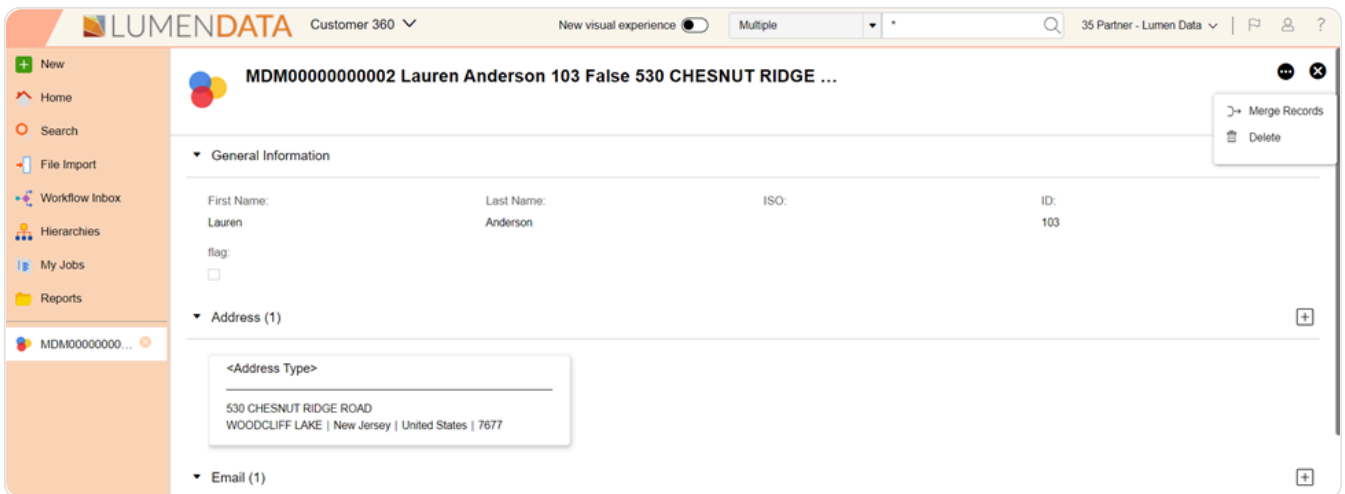 LUMENDATA Customer 360 New visual experience Multiple * 35 Partner - Lumen Data ?
New
Home
Search
File Import
Workflow Inbox
Hierarchies
My Jobs
Reports
MDM00000000...
MDM00000000002 Lauren Anderson 103 False 530 CHESNUT RIDGE ...
Merge Records
Delete
General Information
First Name: Last Name: ISO: ID:
Lauren Anderson 103
flag:
Address (1)
<Address Type>
530 CHESNUT RIDGE ROAD
WOODCLIFF LAKE | New Jersey | United States | 7677
Email (1)